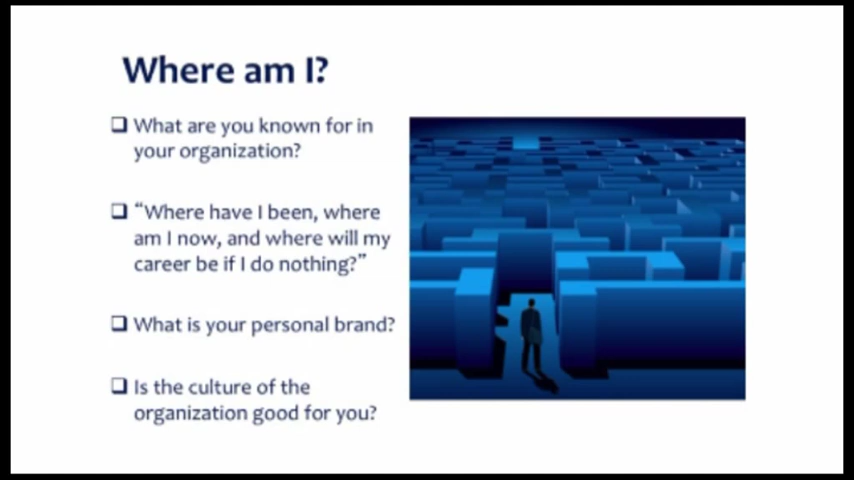 Where am I?
❑ What are you known for in
your organization?
❑ “Where have I been, where
am I now, and where will my
career be if I do nothing?”
❑ What is your personal brand?
❑ Is the culture of the
organization good for you?